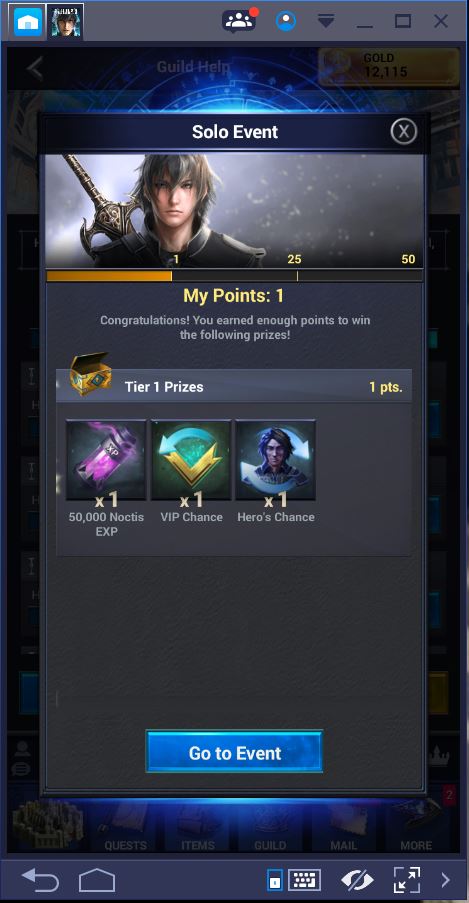 Guild Help
GOLD
12,115
Solo Event
X
1 25 50
My Points: 1
Congratulations! You earned enough points to win
the following prizes!
Tier 1 Prizes 1 pts.
XP
x 1 x 1 x 1
50,000 Noctis VIP Chance Hero's Chance
EXP
Go to Event
2
QUESTS ITEMS GUILD MAIL MORE